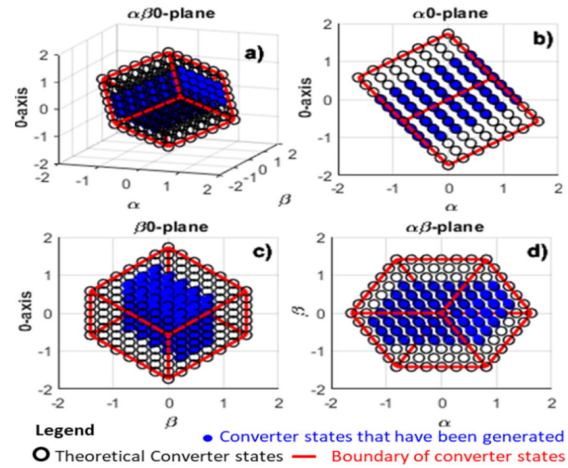 αβ0-plane
a)
0-axis
2
1
0
-1
-2
-2
-1
0
1
2
α
-2
-1
0
1
2
β
α0-plane
b)
2
1
0
-1
-2
-2
-1
0
1
2
α
β0-plane
c)
0-axis
2
1
0
-1
-2
-2
-1
0
1
2
β
αβ-plane
d)
β
2
1
0
-1
-2
-2
-1
0
1
2
α
Legend
Converter states that have been generated
Theoretical Converter states
Boundary of converter states